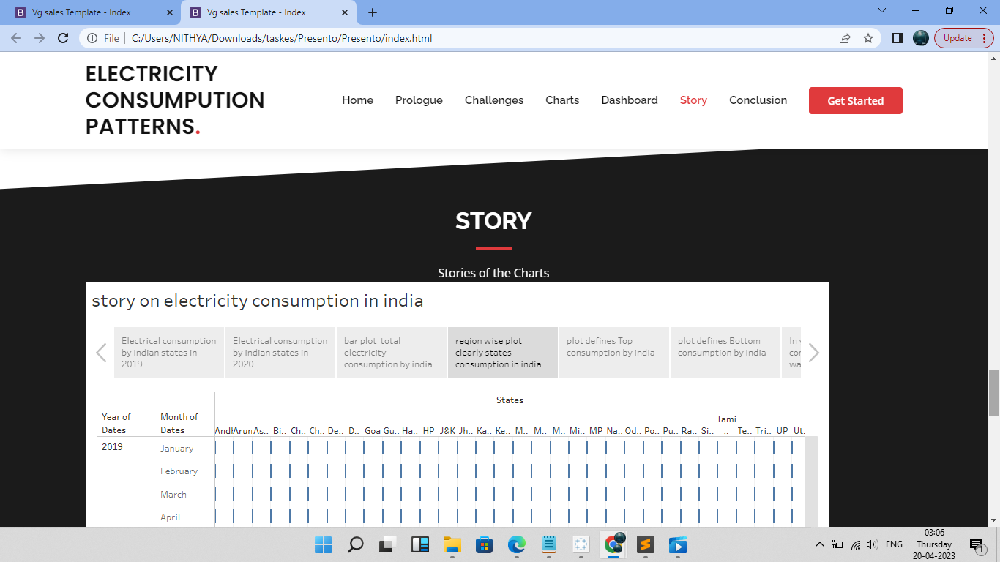 Vg sales Template - Index
Vg sales Template - Index
File
C:/Users/NITHYA/Downloads/taskes/Presento/Presento/index.html
Update
ELECTRICITY
CONSUMPUTION
PATTERNS.
Home Prologue Challenges Charts Dashboard Story Conclusion Get Started
STORY
Stories of the Charts
story on electricity consumption in india
Electrical consumption
by indian states in
2019
Electrical consumption
by indian states in
2020
bar plot total
electricity
consumption by india
region wise plot
clearly states
consumption in india
plot defines Top
consumption by india
plot defines Bottom
consumption by india
In
co
wa
States
Year of
Dates
Month of
Dates
Andl Arun As.. Bi.. Ch.. Ch.. De.. D.. Goa Gu.. Ha.. HP J&K Jh.. Ka.. Ke.. M.. M.. M.. Mi.. MP Na.. Od.. Po.. Pu.. Ra.. Si.. Tami .. Te.. Tri.. UP Ut.
2019
January
February
March
April
ENG
03:06
Thursday
20-04-2023
1